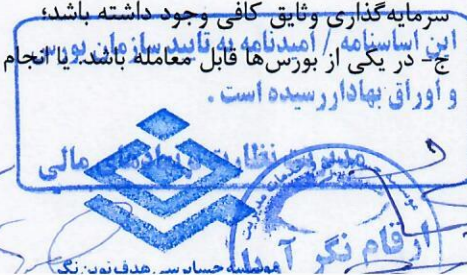 سرمایه‌گذاری وثایق کافی وجود داشته باشد؛
این اساسنامه / امیدنامه به تأیید سازمان بورس
ج- در یکی از بورس‌ها قابل معامله باشد. یا انجام
و اوراق بهادار رسیده است .
مدیریت نظارت بر نهادهای مالی
ارقام نگر آریا
موسسه حسابرسی هدف نوین نگر